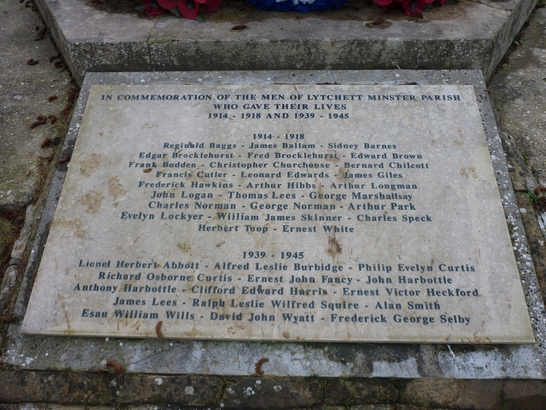 IN COMMEMORATION OF THE MEN OF LYTCHETT MINSTER PARISH
WHO GAVE THEIR LIVES
1914 - 1918 AND 1939 - 1945
1914 - 1918
Reginald Baggs - James Ballam - Sidney Barnes
Edgar Brocklehurst - Fred Brocklehurst - Edward Brown
Frank Budden - Christopher Churchouse - Bernard Chilcott
Francis Cutler - Leonard Edwards - James Giles
Frederick Hawkins - Arthur Hibbs - Arthur Longman
John Logan - Thomas Lees - George Marshallsay
Charles Norman - George Norman - Arthur Park
Evelyn Lockyer - William James Skinner - Charles Speck
Herbert Toop - Ernest White
1939 - 1945
Lionel Herbert Abbott - Alfred Leslie Burbidge - Philip Evelyn Curtis
Richard Osborne Curtis - Ernest John Fancy - John Harbottle
Anthony Harbottle - Clifford Edward Harris - Ernest Victor Heckford
James Lees - Ralph Leslie Wilfred Squire - Alan Smith
Esau William Wills - David John Wyatt - Frederick George Selby